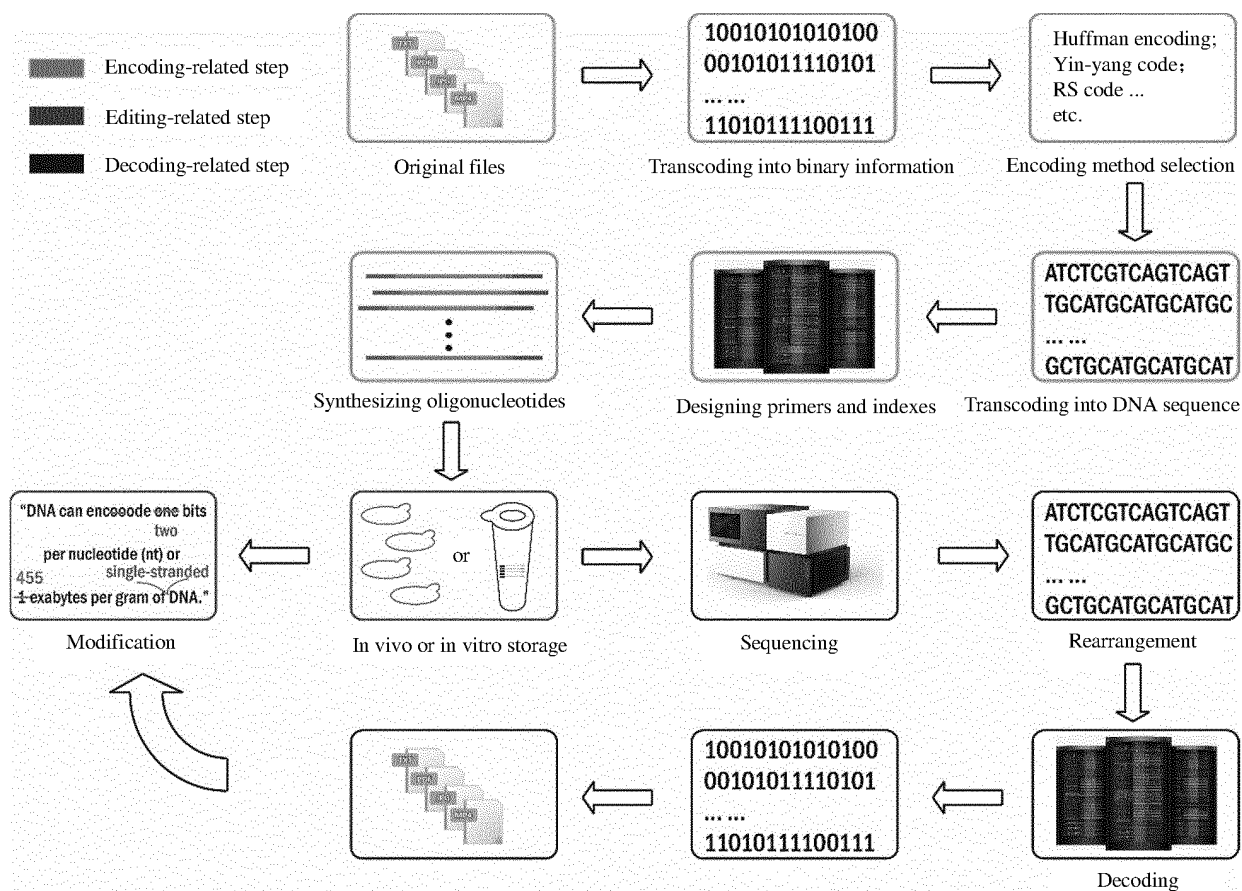 Encoding-related step
Editing-related step
Decoding-related step
Original files
10010101010100
00101011110101
... ...
11010111100111
Transcoding into binary information
Huffman encoding;
Yin-yang code;
RS code ...
etc.
Encoding method selection
ATCTCGTCAGTCAGT
TGCATGCATGCATGC
... ...
GCTGCATGCATGCAT
Transcoding into DNA sequence
Designing primers and indexes
Synthesizing oligonucleotides
"DNA can encooode one bits
two
per nucleotide (nt) or
455 single-stranded
1 exabytes per gram of DNA."
Modification
or
In vivo or in vitro storage
Sequencing
ATCTCGTCAGTCAGT
TGCATGCATGCATGC
... ...
GCTGCATGCATGCAT
Rearrangement
Decoding
10010101010100
00101011110101
... ...
11010111100111